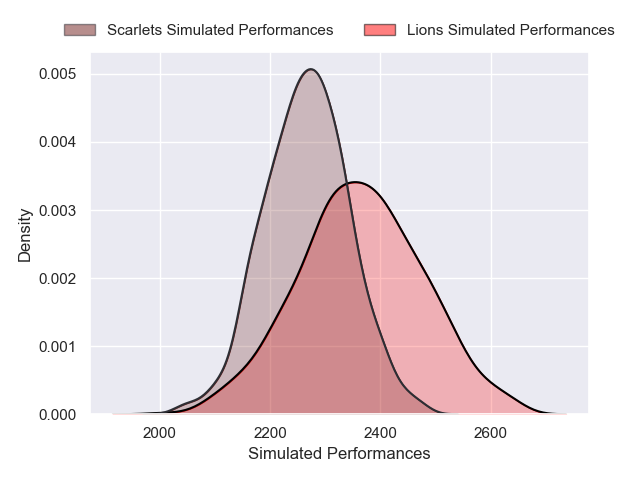 Scarlets Simulated Performances Lions Simulated Performances
0.005
0.004
0.003
0.002
0.001
0.000
Density
2000 2200 2400 2600
Simulated Performances